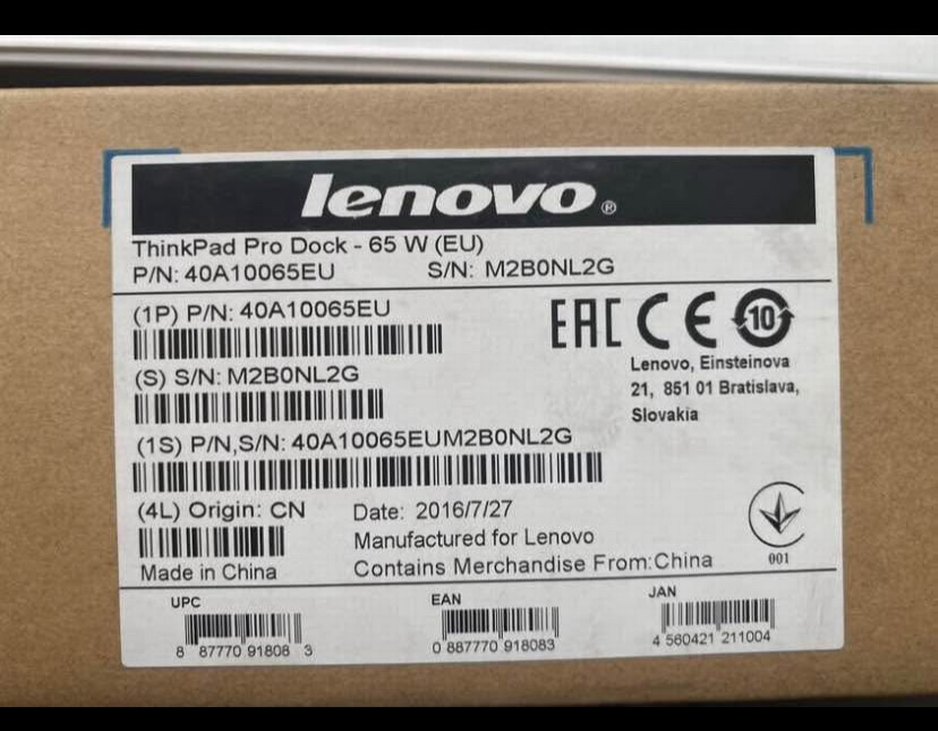 lenovo®
ThinkPad Pro Dock - 65 W (EU)
P/N: 40A10065EU S/N: M2B0NL2G
(1P) P/N: 40A10065EU
EAC CE 10
(S) S/N: M2B0NL2G
Lenovo, Einsteinova
21, 851 01 Bratislava,
Slovakia
(1S) P/N,S/N: 40A10065EUM2B0NL2G
(4L) Origin: CN
Made in China
Date: 2016/7/27
Manufactured for Lenovo
Contains Merchandise From:China
001
UPC
8 87770 91808 3
EAN
0 887770 918083
JAN
4 560421 211004